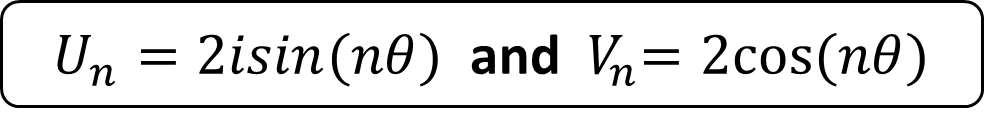 Uₙ = 2isin(nθ) and Vₙ= 2cos(nθ)